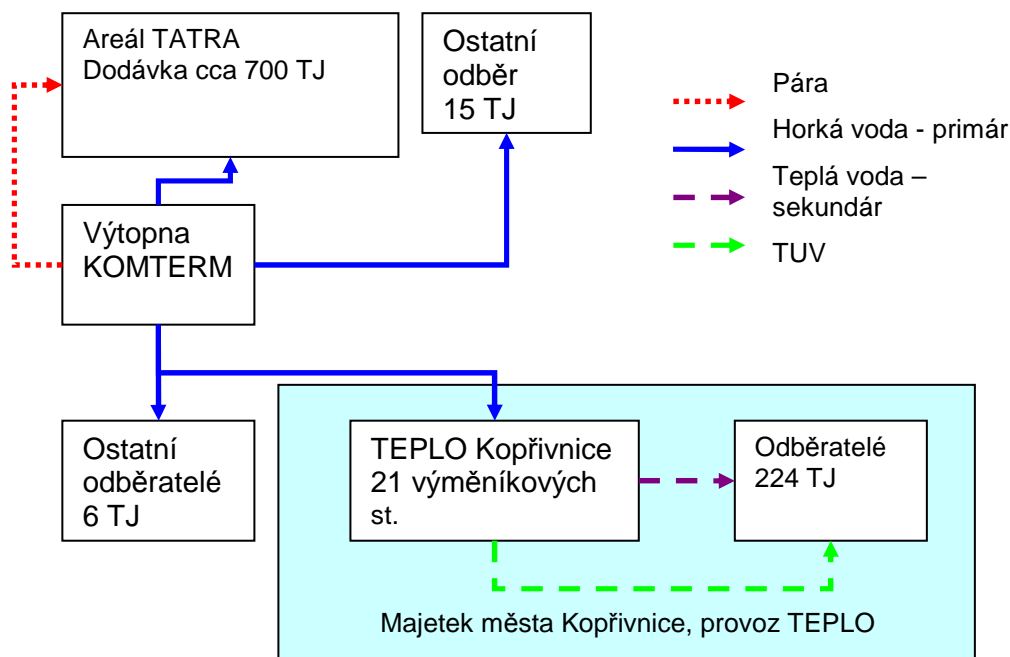 Areál TATRA
Dodávka cca 700 TJ
Ostatní
odběr
15 TJ
Pára
Horká voda - primár
Teplá voda –
sekundár
TUV
Výtopna
KOMTERM
Ostatní
odběratelé
6 TJ
TEPLO Kopřivnice
21 výměníkových
st.
Odběratelé
224 TJ
Majetek města Kopřivnice, provoz TEPLO